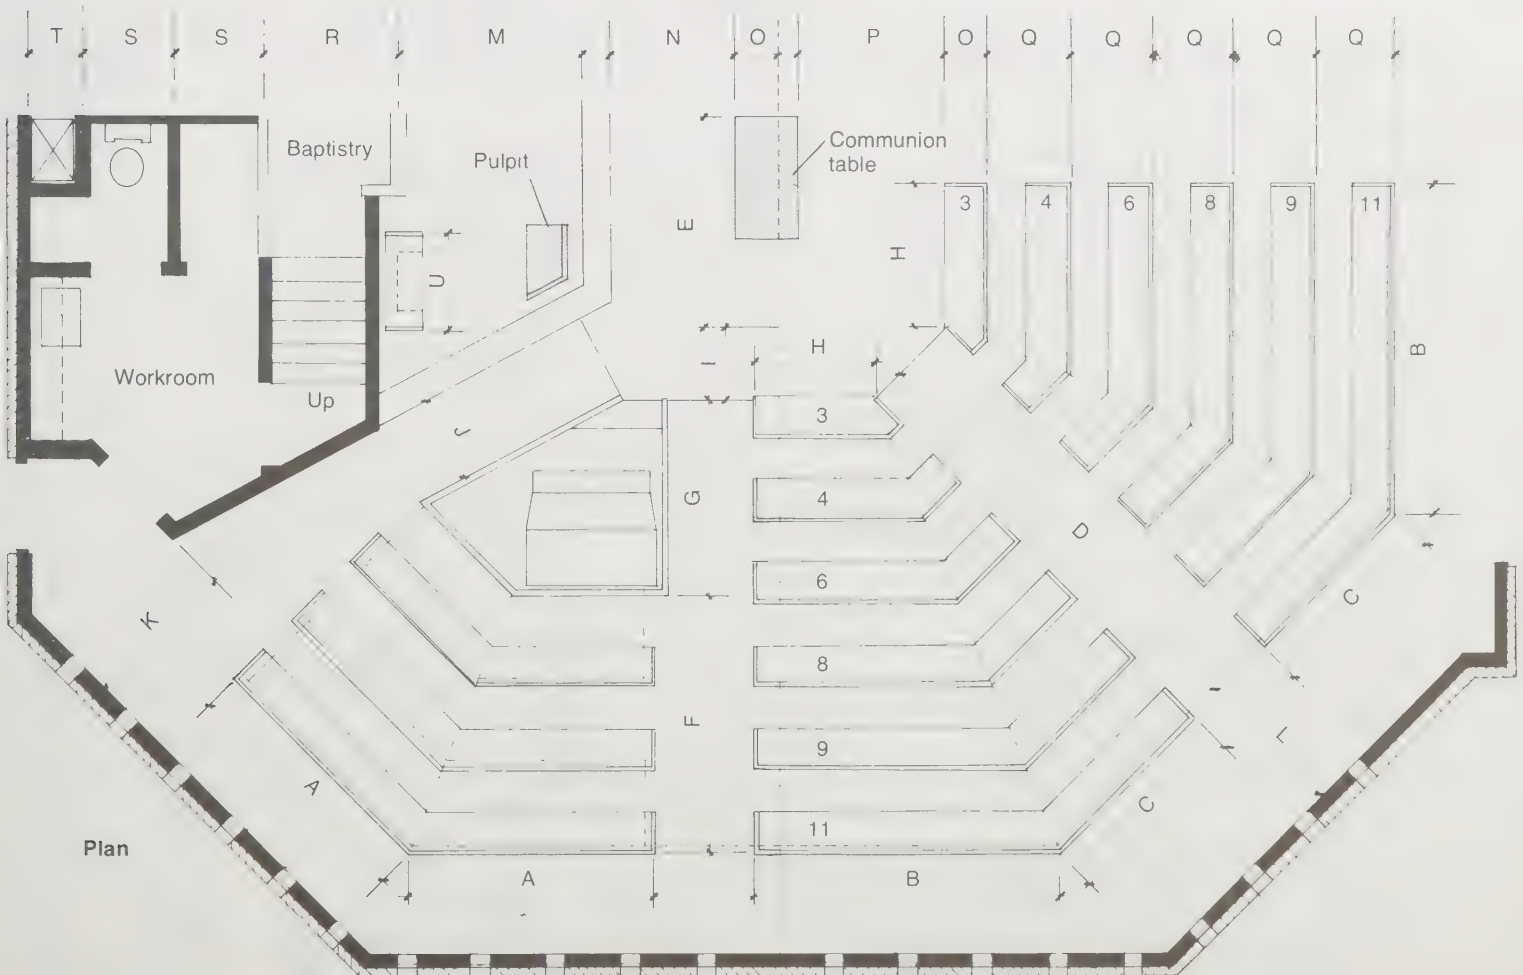 T S S R M N O P O Q Q Q Q Q
Baptistry
Pulpit
Communion
table
E
3 4 6 8 9 11
H
U
B
I
H
Workroom
Up
3
J
4
G
D
6
C
K
8
F
L
9
A
C
11
Plan
A
B